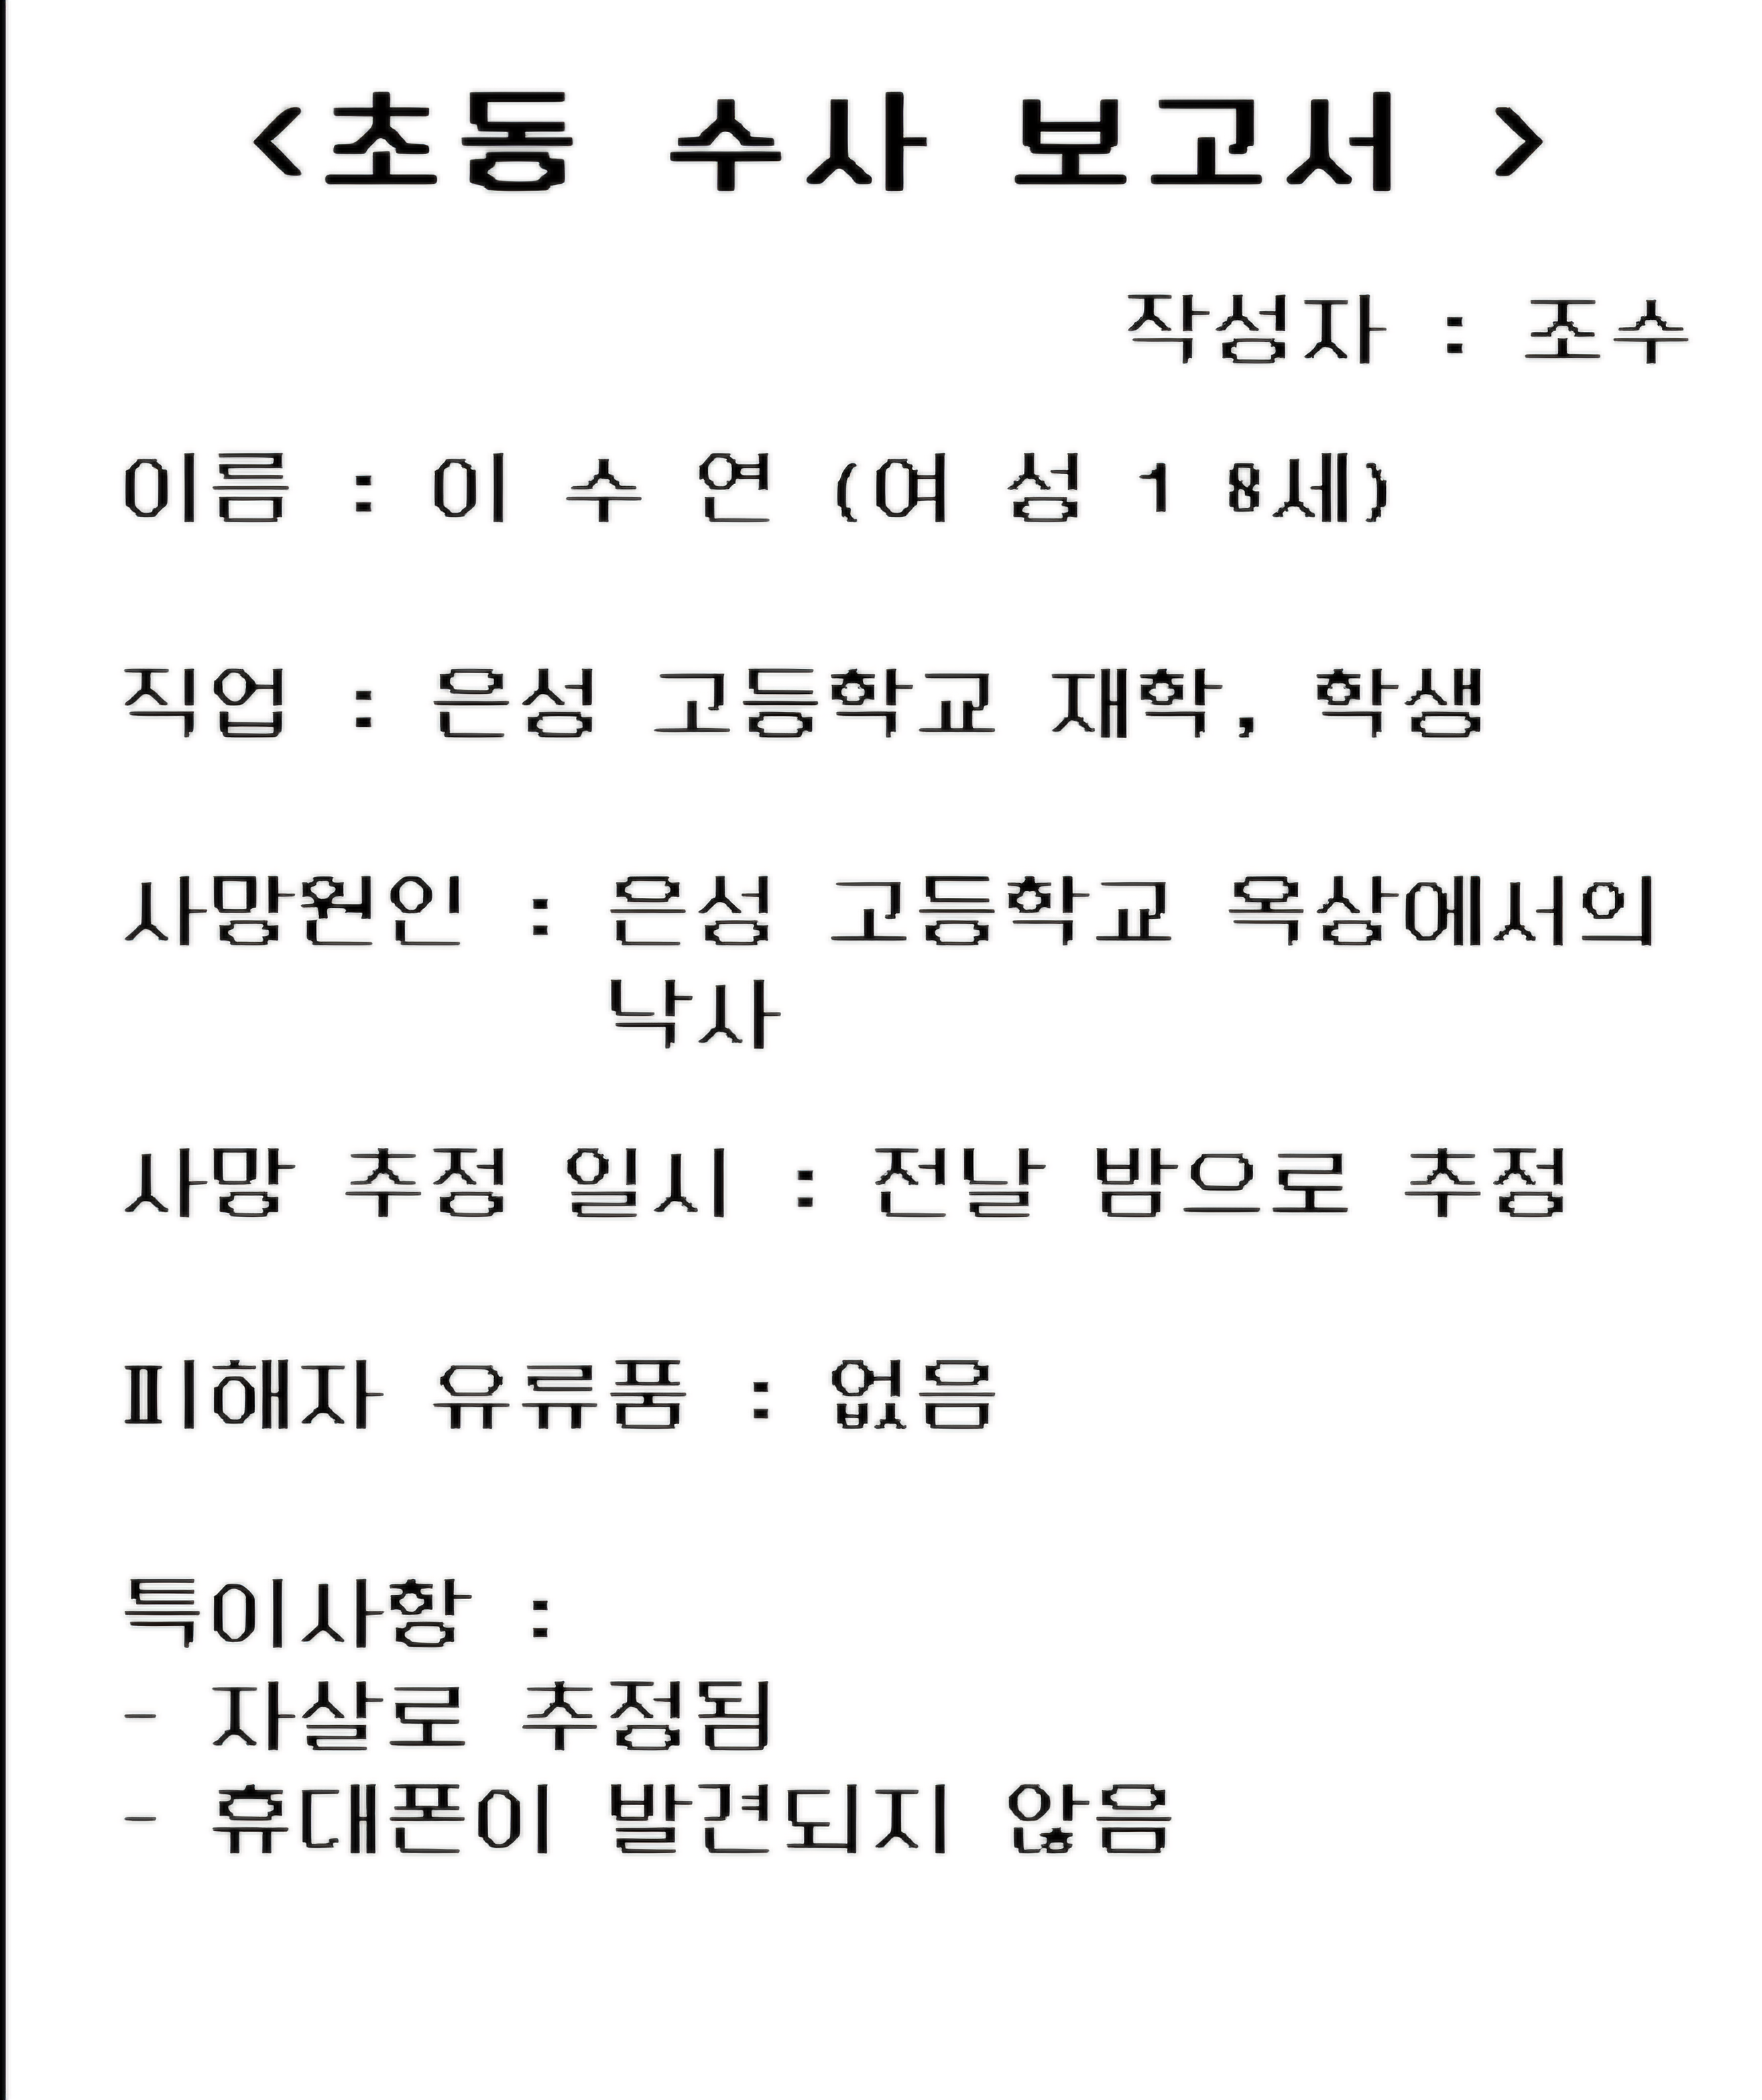 <초동 수사 보고서 >
작성자 : 조수
이름 : 이 수 연 (여 성 1 8세)
직업 : 은성 고등학교 재학, 학생
사망원인 : 은성 고등학교 옥상에서의
낙사
사망 추정 일시 : 전날 밤으로 추정
피해자 유류품 : 없음
특이사항 :
- 자살로 추정됨
- 휴대폰이 발견되지 않음